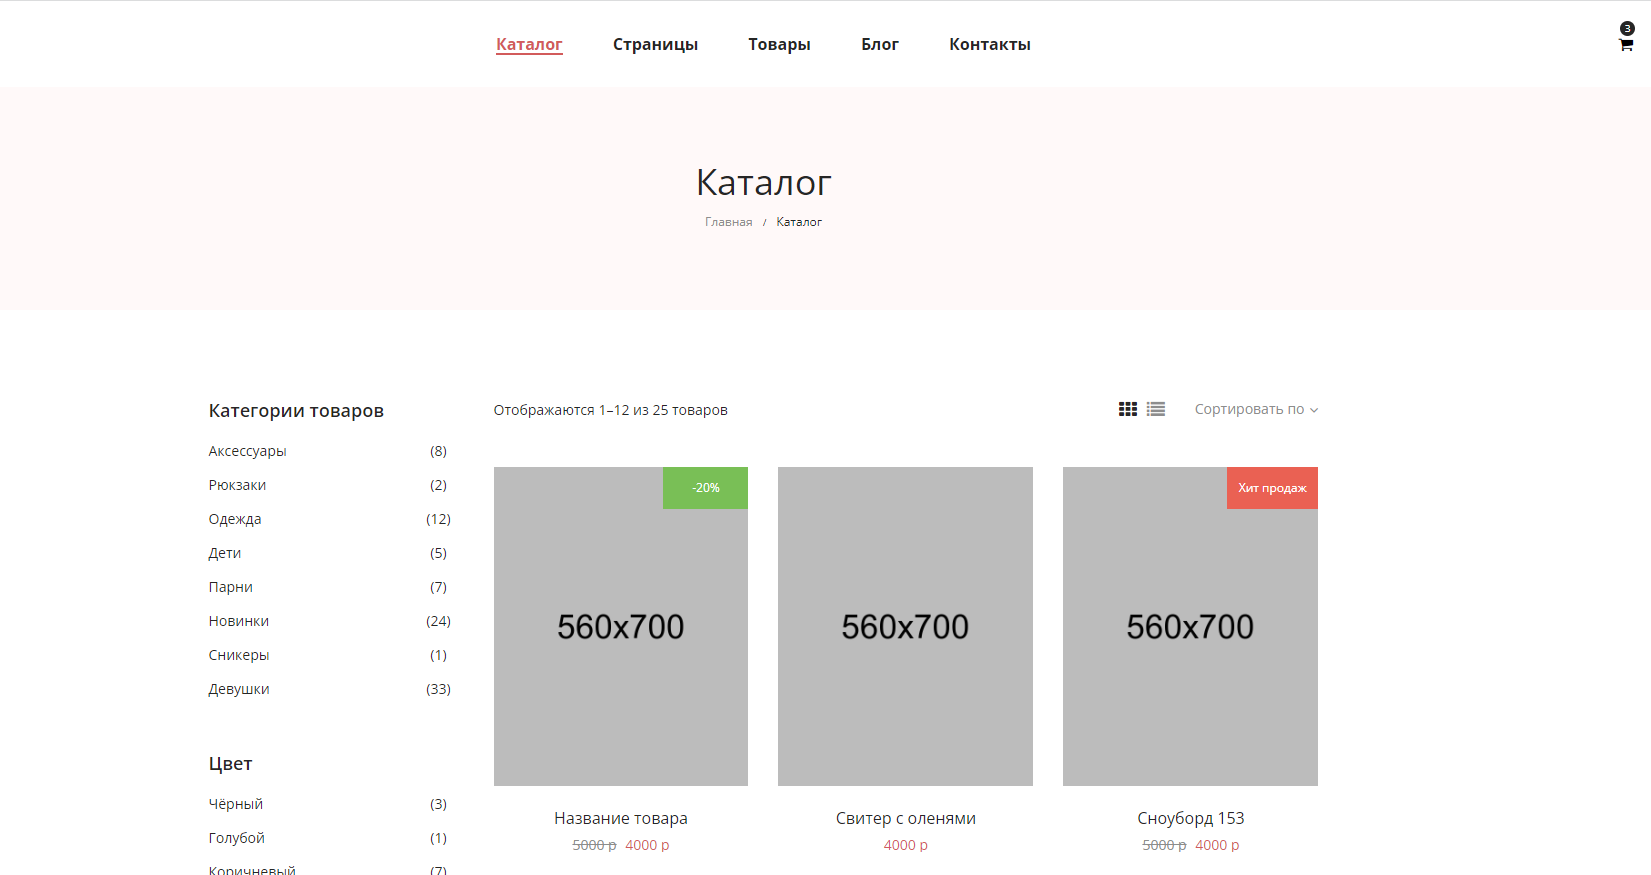 Каталог Страницы Товары Блог Контакты
3
Каталог
Главная / Каталог
Категории товаров
Аксессуары (8)
Рюкзаки (2)
Одежда (12)
Дети (5)
Парни (7)
Новинки (24)
Сникеры (1)
Девушки (33)
Цвет
Чёрный (3)
Голубой (1)
Коричневый (7)
Отображаются 1–12 из 25 товаров
Сортировать по
-20%
560x700
Название товара
5000 р 4000 р
560x700
Свитер с оленями
4000 р
Хит продаж
560x700
Сноуборд 153
5000 р 4000 р